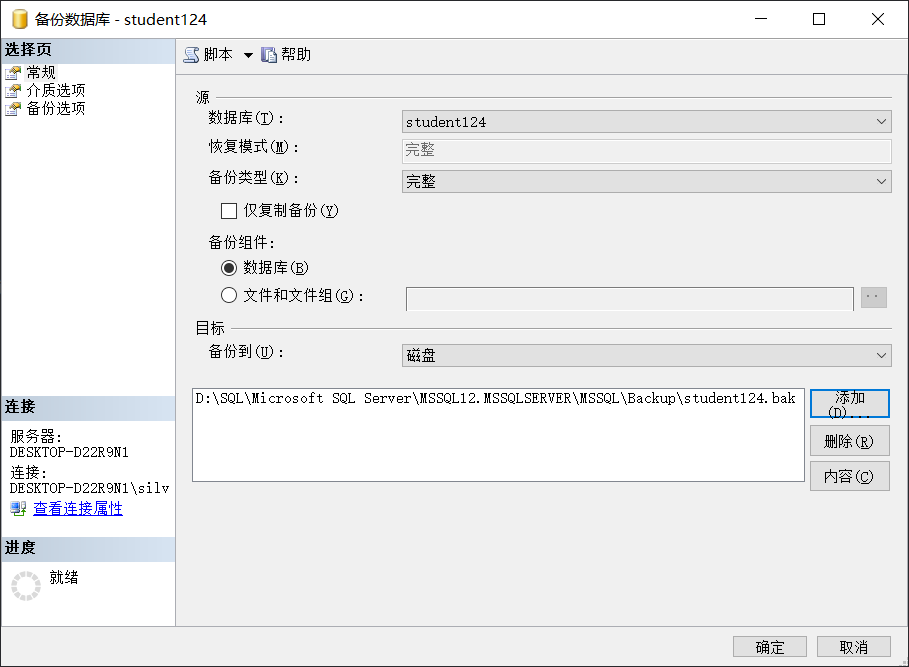 备份数据库 - student124
选择页
常规
介质选项
备份选项
脚本
帮助
源
数据库(T):
student124
恢复模式(M):
完整
备份类型(K):
完整
仅复制备份(Y)
备份组件:
数据库(B)
文件和文件组(G):
..
目标
备份到(U):
磁盘
D:\SQL\Microsoft SQL Server\MSSQL12.MSSQLSERVER\MSSQL\Backup\student124.bak
添加
(D)...
删除(R)
内容(C)
连接
服务器:
DESKTOP-D22R9N1
连接:
DESKTOP-D22R9N1\silv
查看连接属性
进度
就绪
确定
取消